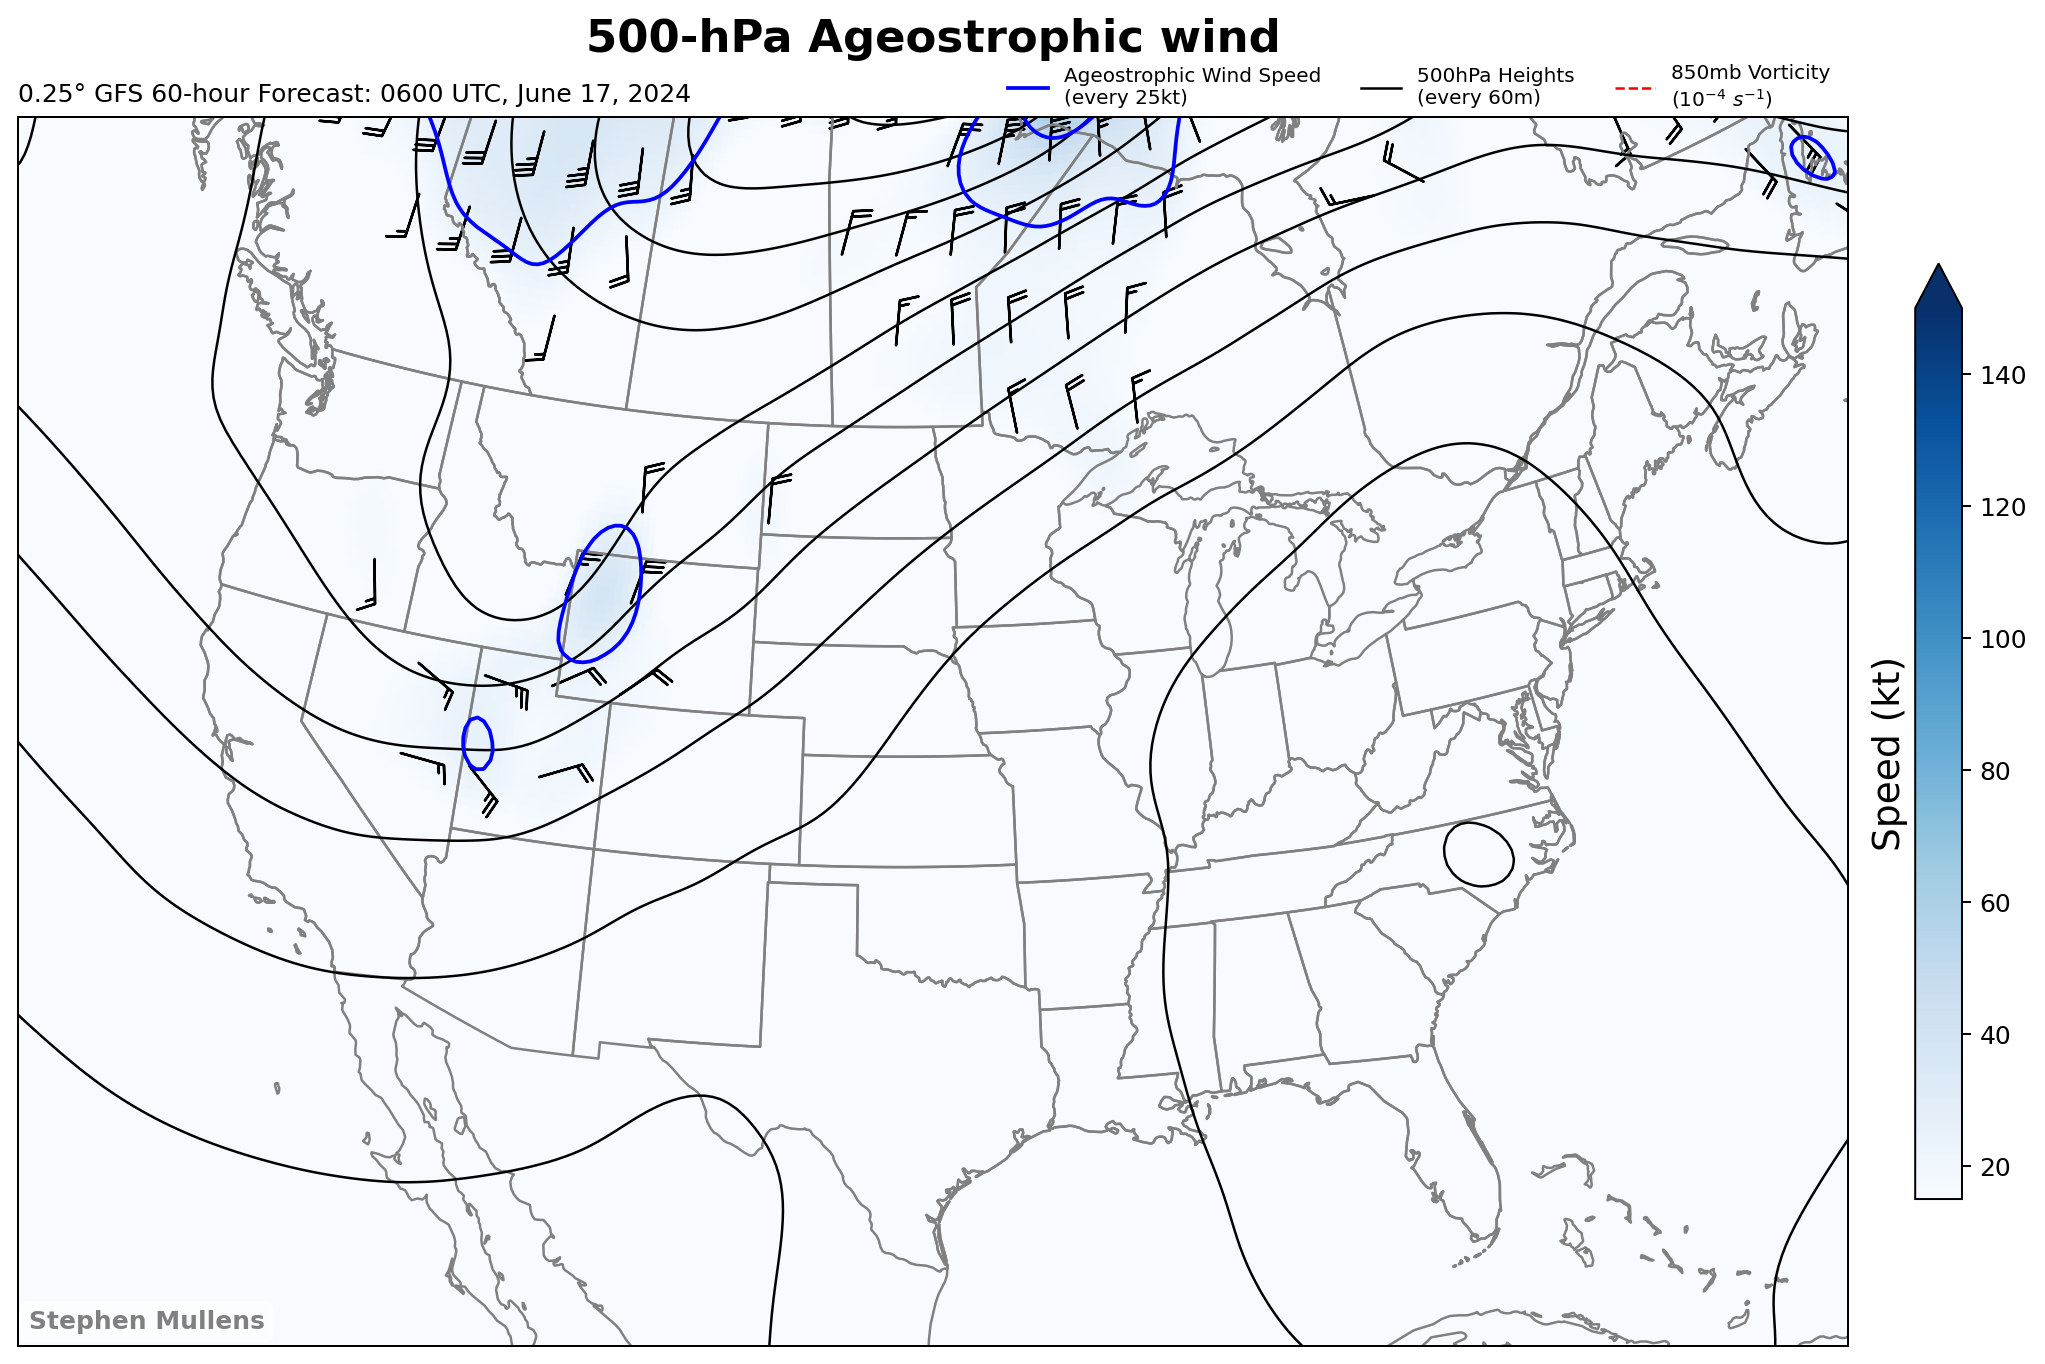 500-hPa Ageostrophic wind
0.25° GFS 60-hour Forecast: 0600 UTC, June 17, 2024
Ageostrophic Wind Speed
(every 25kt)
500hPa Heights
(every 60m)
850mb Vorticity
(10⁻⁴ s⁻¹)
140
120
100
80
60
40
20
Speed (kt)
Stephen Mullens